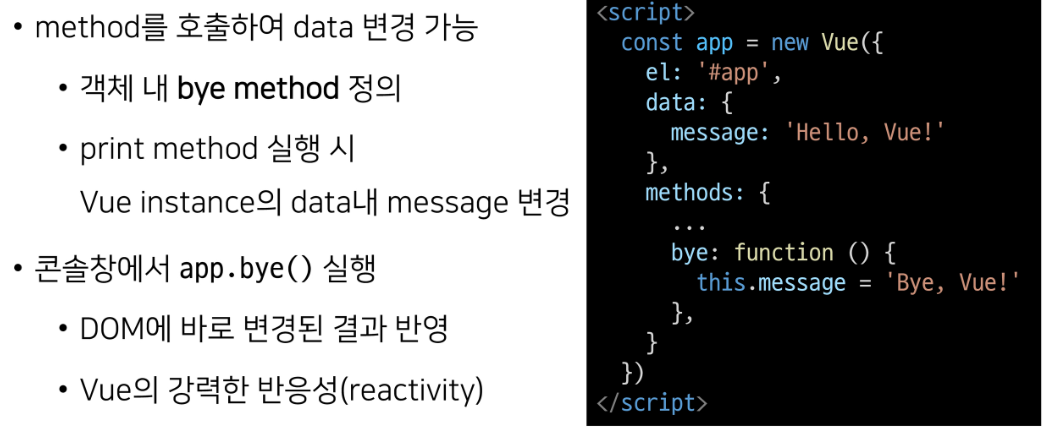 • method를 호출하여 data 변경 가능
• 객체 내 bye method 정의
• print method 실행 시
Vue instance의 data내 message 변경
• 콘솔창에서 app.bye() 실행
• DOM에 바로 변경된 결과 반영
• Vue의 강력한 반응성(reactivity)
<script>
  const app = new Vue({
    el: '#app',
    data: {
      message: 'Hello, Vue!'
    },
    methods: {
      ...
      bye: function () {
        this.message = 'Bye, Vue!'
      },
    }
  })
</script>